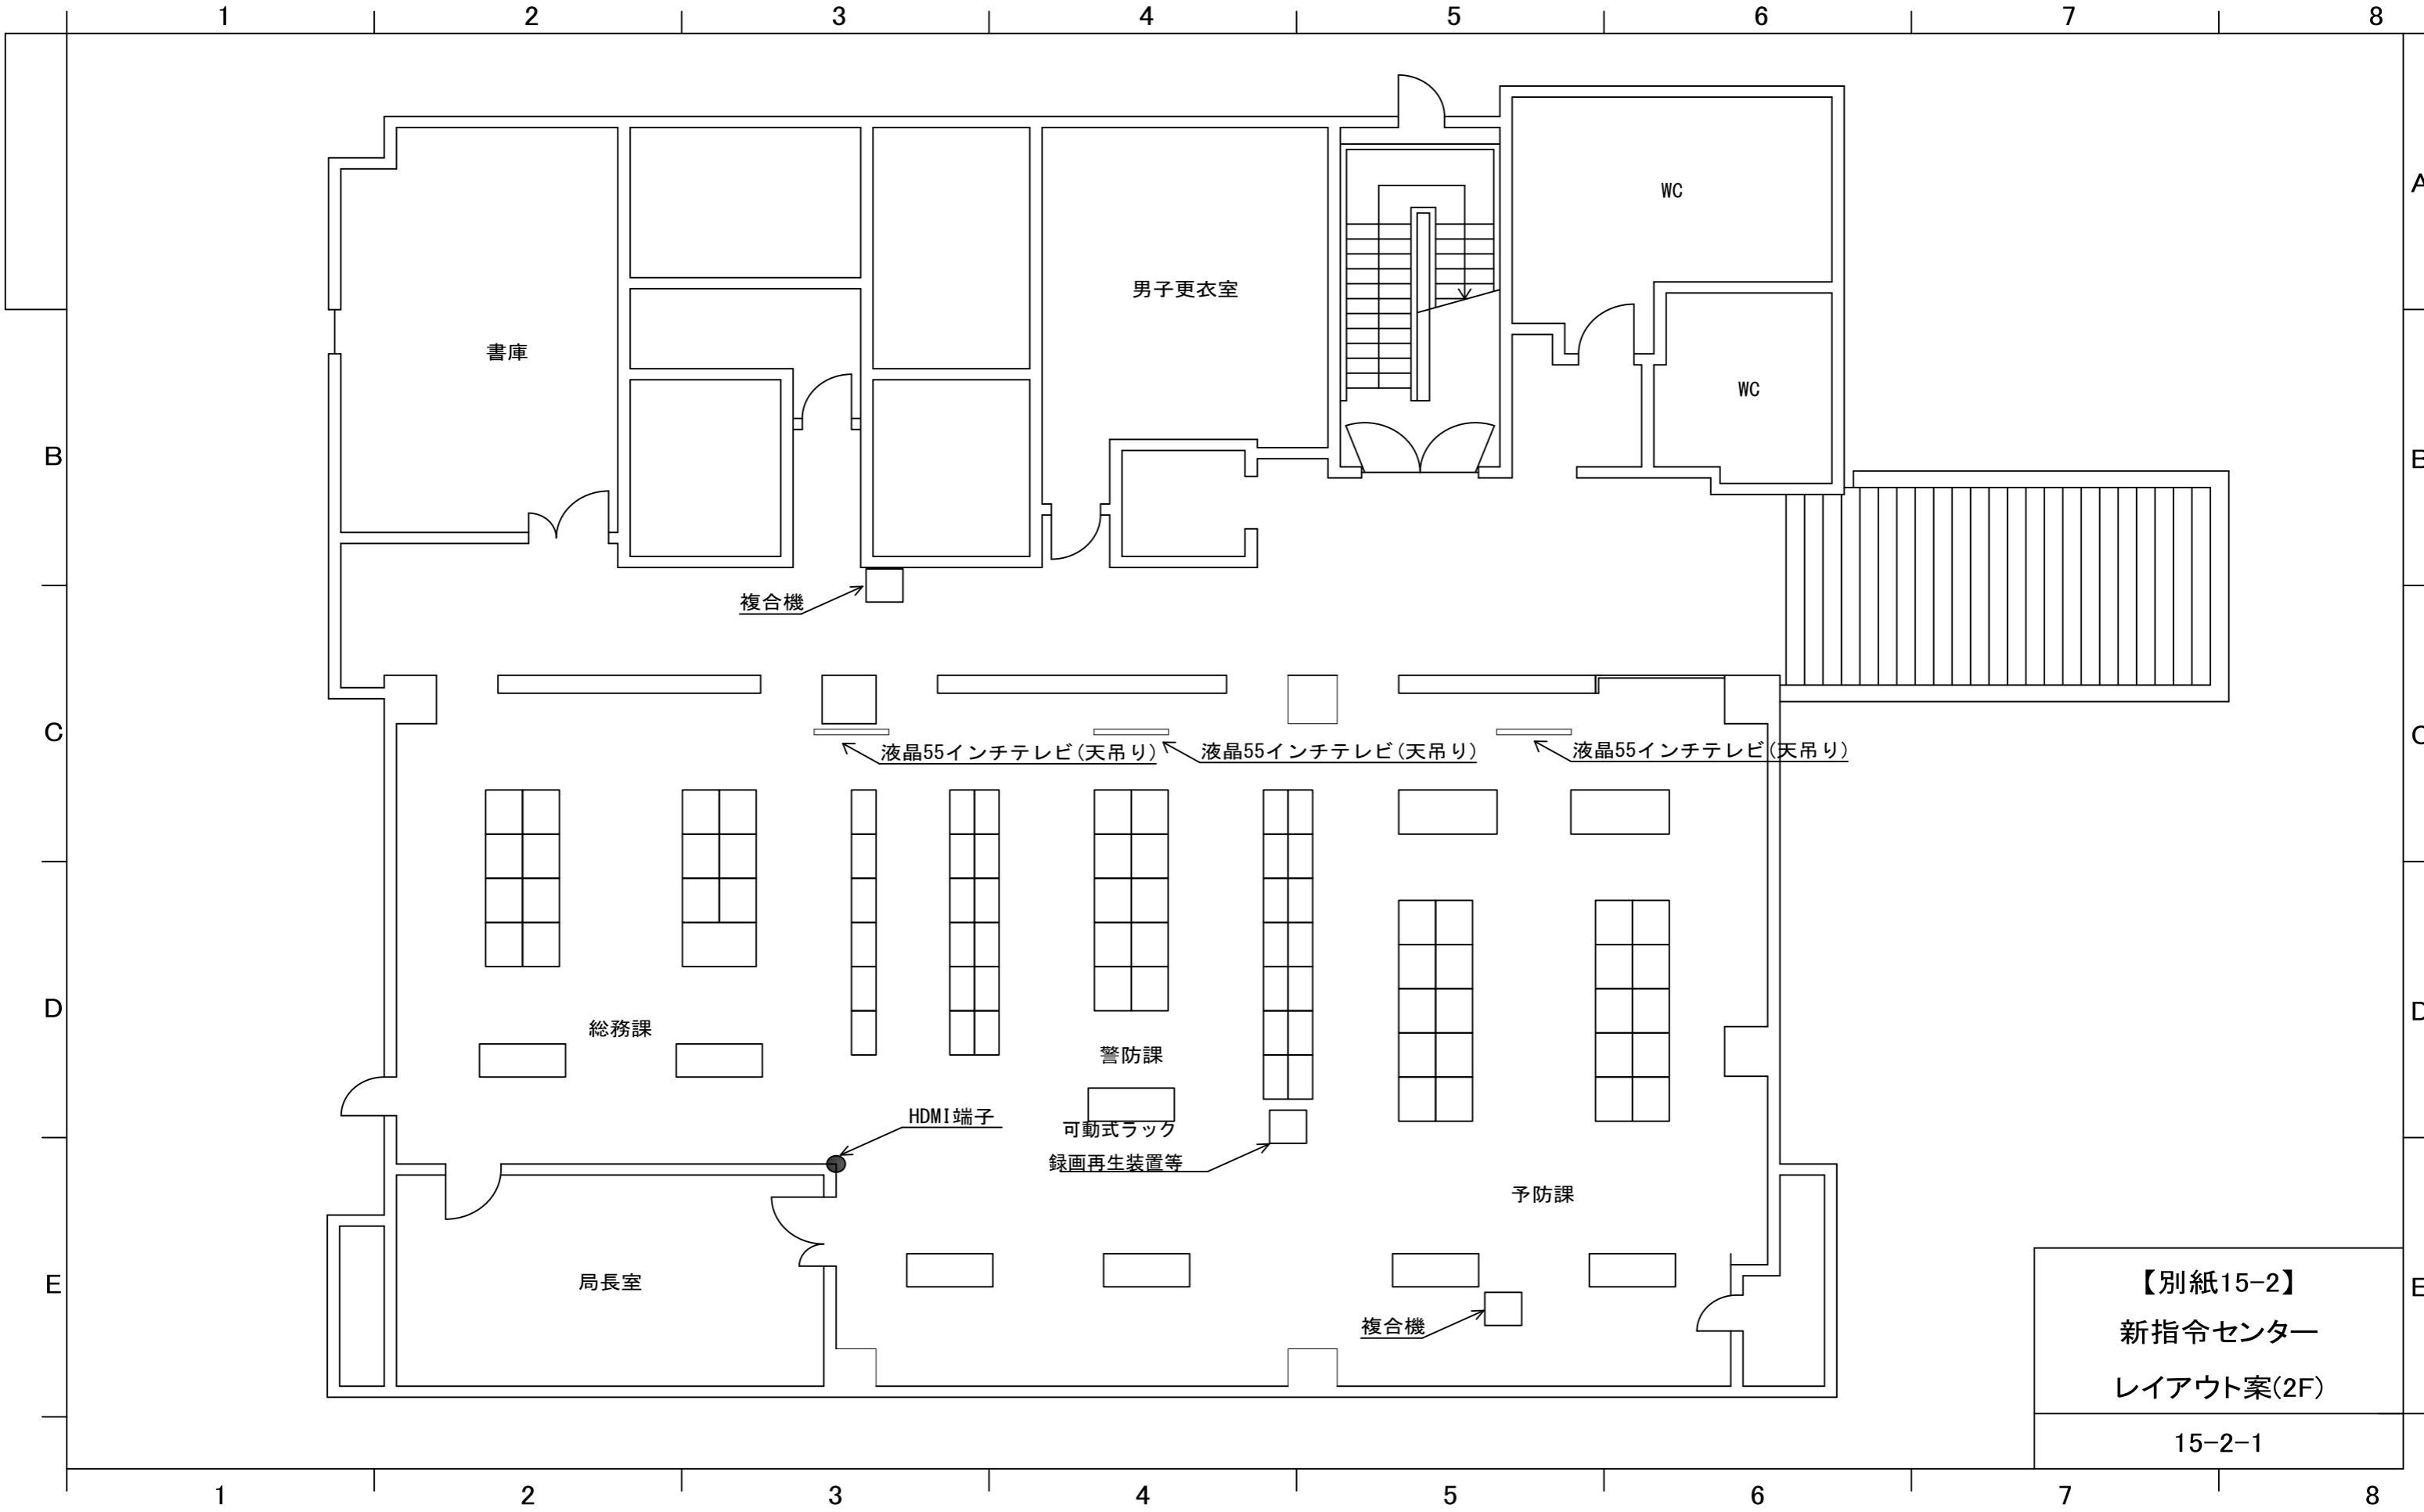 1 2 3 4 5 6 7 8
A
A
B
B
C
C
D
D
E
E
WC
男子更衣室
書庫
WC
複合機
液晶55インチテレビ(天吊り)
液晶55インチテレビ(天吊り)
液晶55インチテレビ(天吊り)
総務課
警防課
HDMI端子
可動式ラック
録画再生装置等
予防課
局長室
複合機
【別紙15-2】
新指令センター
レイアウト案(2F)
15-2-1
1 2 3 4 5 6 7 8